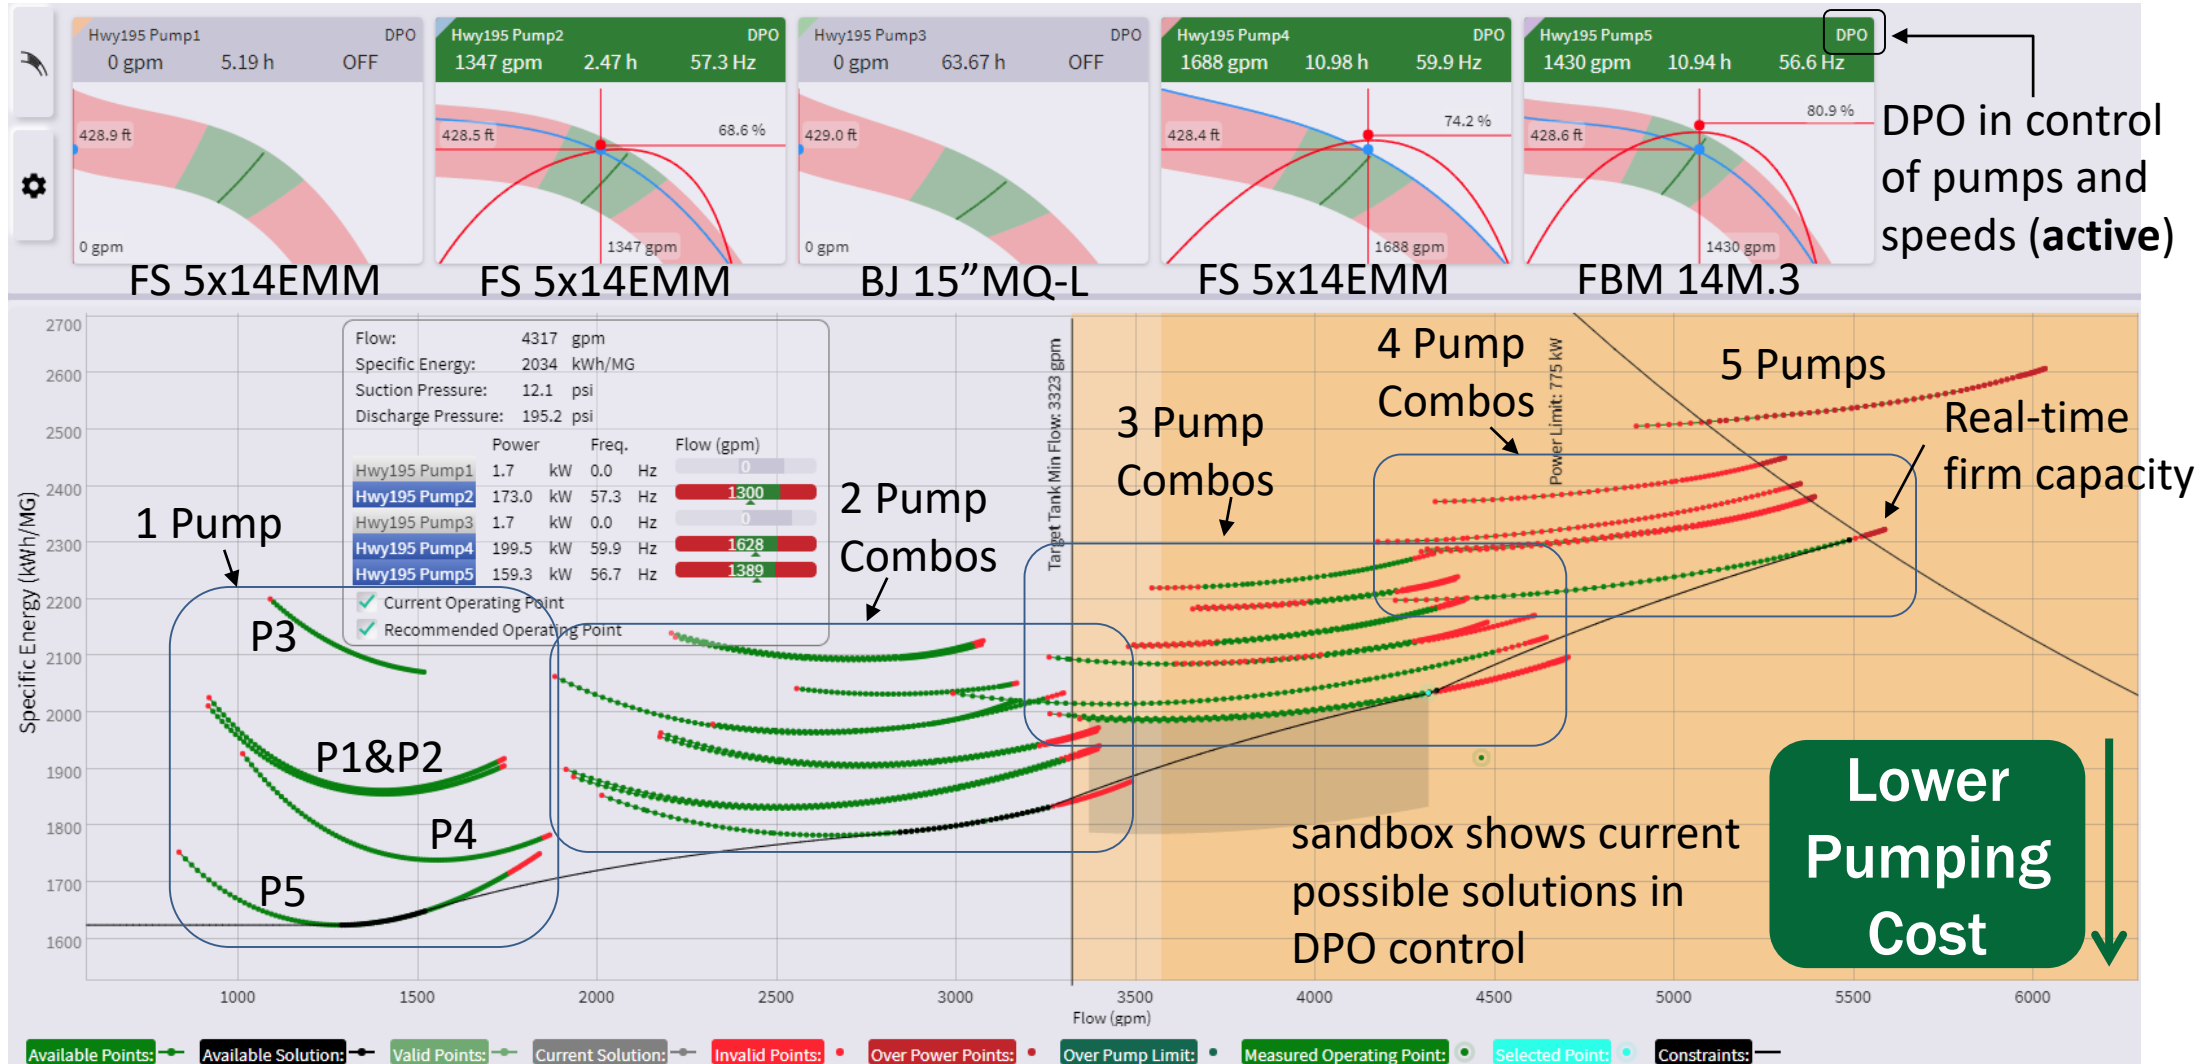 Hwy195 Pump1 DPO
0 gpm 5.19 h OFF
428.9 ft
0 gpm
Hwy195 Pump2 DPO
1347 gpm 2.47 h 57.3 Hz
428.5 ft
68.6 %
1347 gpm
Hwy195 Pump3 DPO
0 gpm 63.67 h OFF
429.0 ft
0 gpm
Hwy195 Pump4 DPO
1688 gpm 10.98 h 59.9 Hz
428.4 ft
74.2 %
1688 gpm
Hwy195 Pump5 DPO
1430 gpm 10.94 h 56.6 Hz
428.6 ft
80.9 %
1430 gpm
DPO in control
of pumps and
speeds (active)
FS 5x14EMM
FS 5x14EMM
BJ 15”MQ-L
FS 5x14EMM
FBM 14M.3
Specific Energy (kWh/MG)
2700
2600
2500
2400
2300
2200
2100
2000
1900
1800
1700
1600
Flow: 4317 gpm
Specific Energy: 2034 kWh/MG
Suction Pressure: 12.1 psi
Discharge Pressure: 195.2 psi
Power Freq. Flow (gpm)
Hwy195 Pump1 1.7 kW 0.0 Hz 0
Hwy195 Pump2 173.0 kW 57.3 Hz 1300
Hwy195 Pump3 1.7 kW 0.0 Hz 0
Hwy195 Pump4 199.5 kW 59.9 Hz 1628
Hwy195 Pump5 159.3 kW 56.7 Hz 1389
Current Operating Point
Recommended Operating Point
1 Pump
P3
P1&P2
P4
P5
2 Pump
Combos
Target Tank Min Flow: 3323 gpm
3 Pump
Combos
4 Pump
Combos
Power Limit: 775 kW
5 Pumps
Real-time
firm capacity
sandbox shows current
possible solutions in
DPO control
Lower
Pumping
Cost
1000 1500 2000 2500 3000 3500 4000 4500 5000 5500 6000
Flow (gpm)
Available Points: Available Solution: Valid Points: Current Solution: Invalid Points: Over Power Points: Over Pump Limit: Measured Operating Point: Selected Point: Constraints: